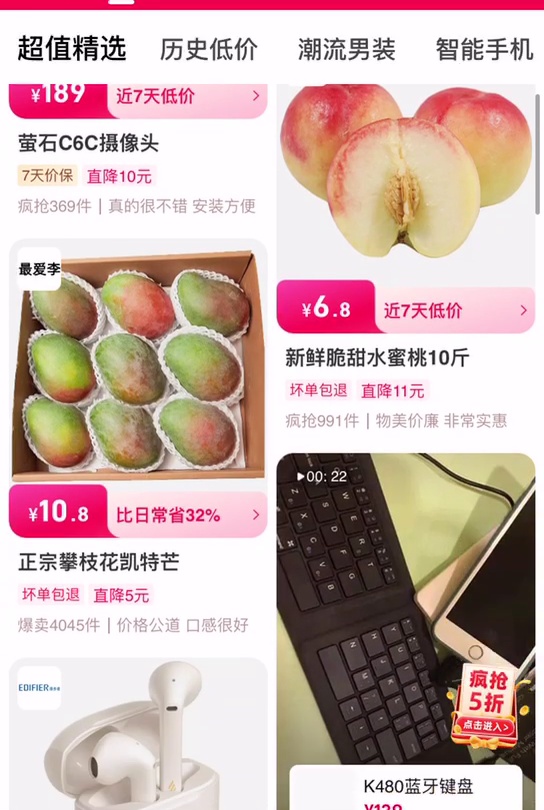 超值精选
历史低价
潮流男装
智能手机
¥189
近7天低价
萤石C6C摄像头
7天价保
直降10元
疯抢369件 | 真的很不错 安装方便
最爱李
¥10.8
比日常省32%
正宗攀枝花凯特芒
坏单包退
直降5元
爆卖4045件 | 价格公道 口感很好
EDIFIER
¥6.8
近7天低价
新鲜脆甜水蜜桃10斤
坏单包退
直降11元
疯抢991件 | 物美价廉 非常实惠
00: 22
疯抢
5折
点击进入>
K480蓝牙键盘